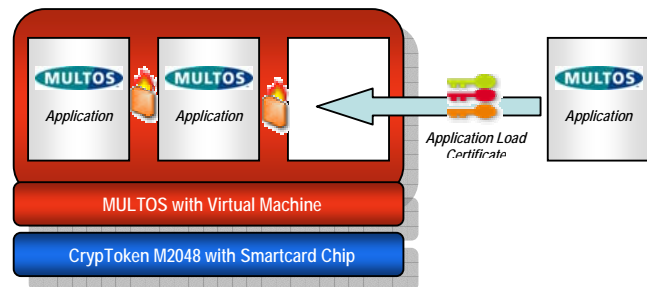 MULTOS
Application
MULTOS
Application
MULTOS
Application
Application Load
Certificate
MULTOS with Virtual Machine
CrypToken M2048 with Smartcard Chip